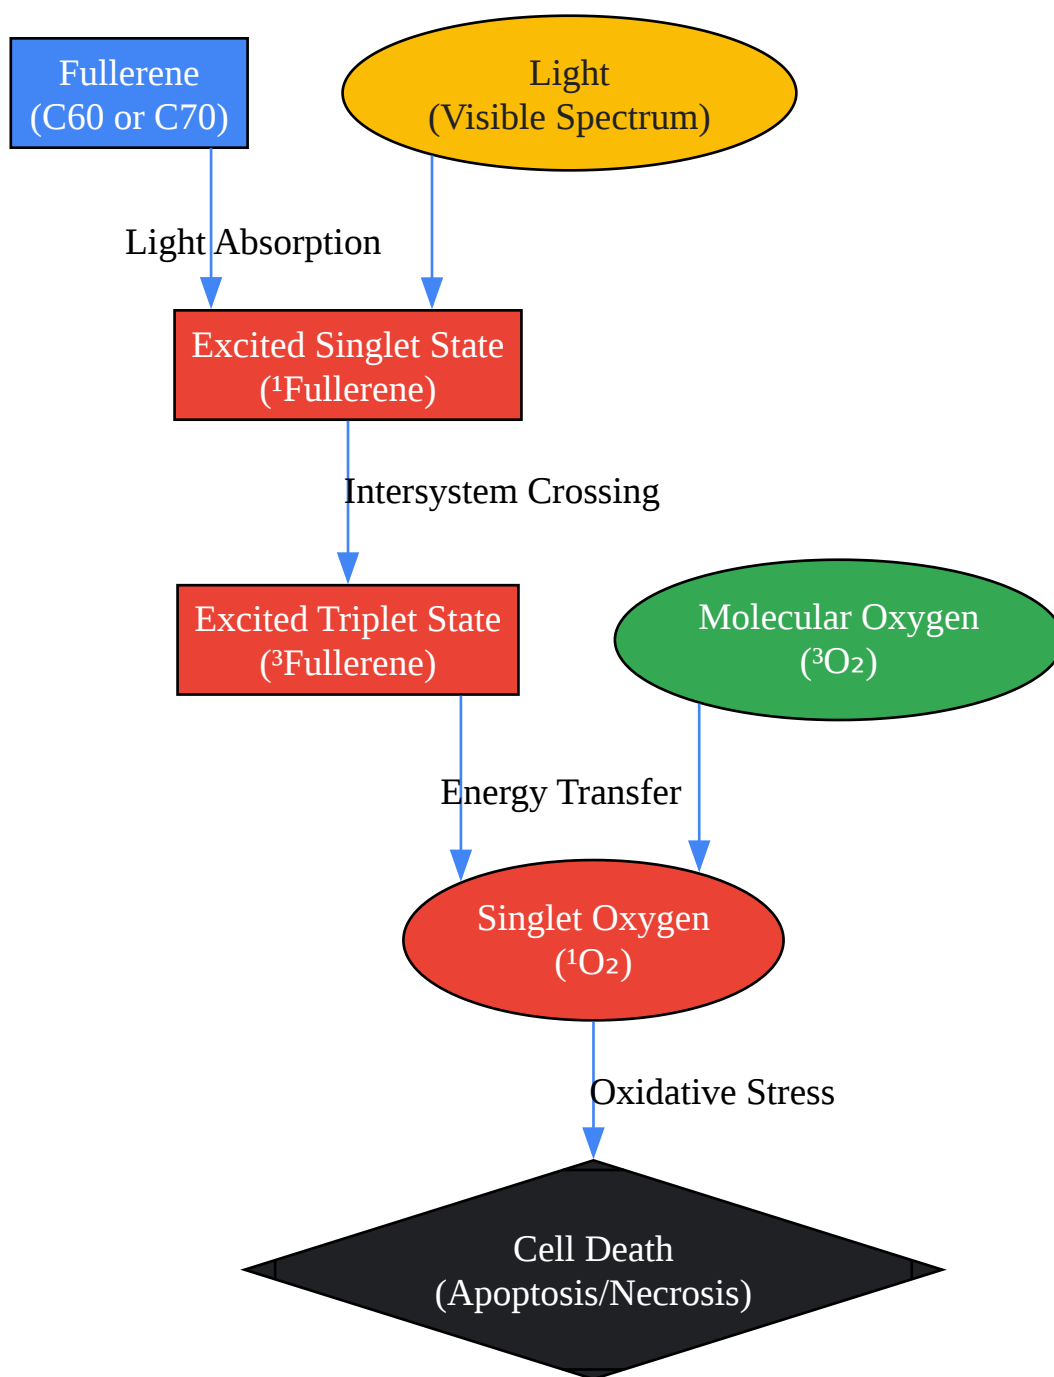 Fullerene
(C60 or C70)
Light
(Visible Spectrum)
Light Absorption
Excited Singlet State
(¹Fullerene)
Intersystem Crossing
Excited Triplet State
(³Fullerene)
Molecular Oxygen
(³O₂)
Energy Transfer
Singlet Oxygen
(¹O₂)
Oxidative Stress
Cell Death
(Apoptosis/Necrosis)